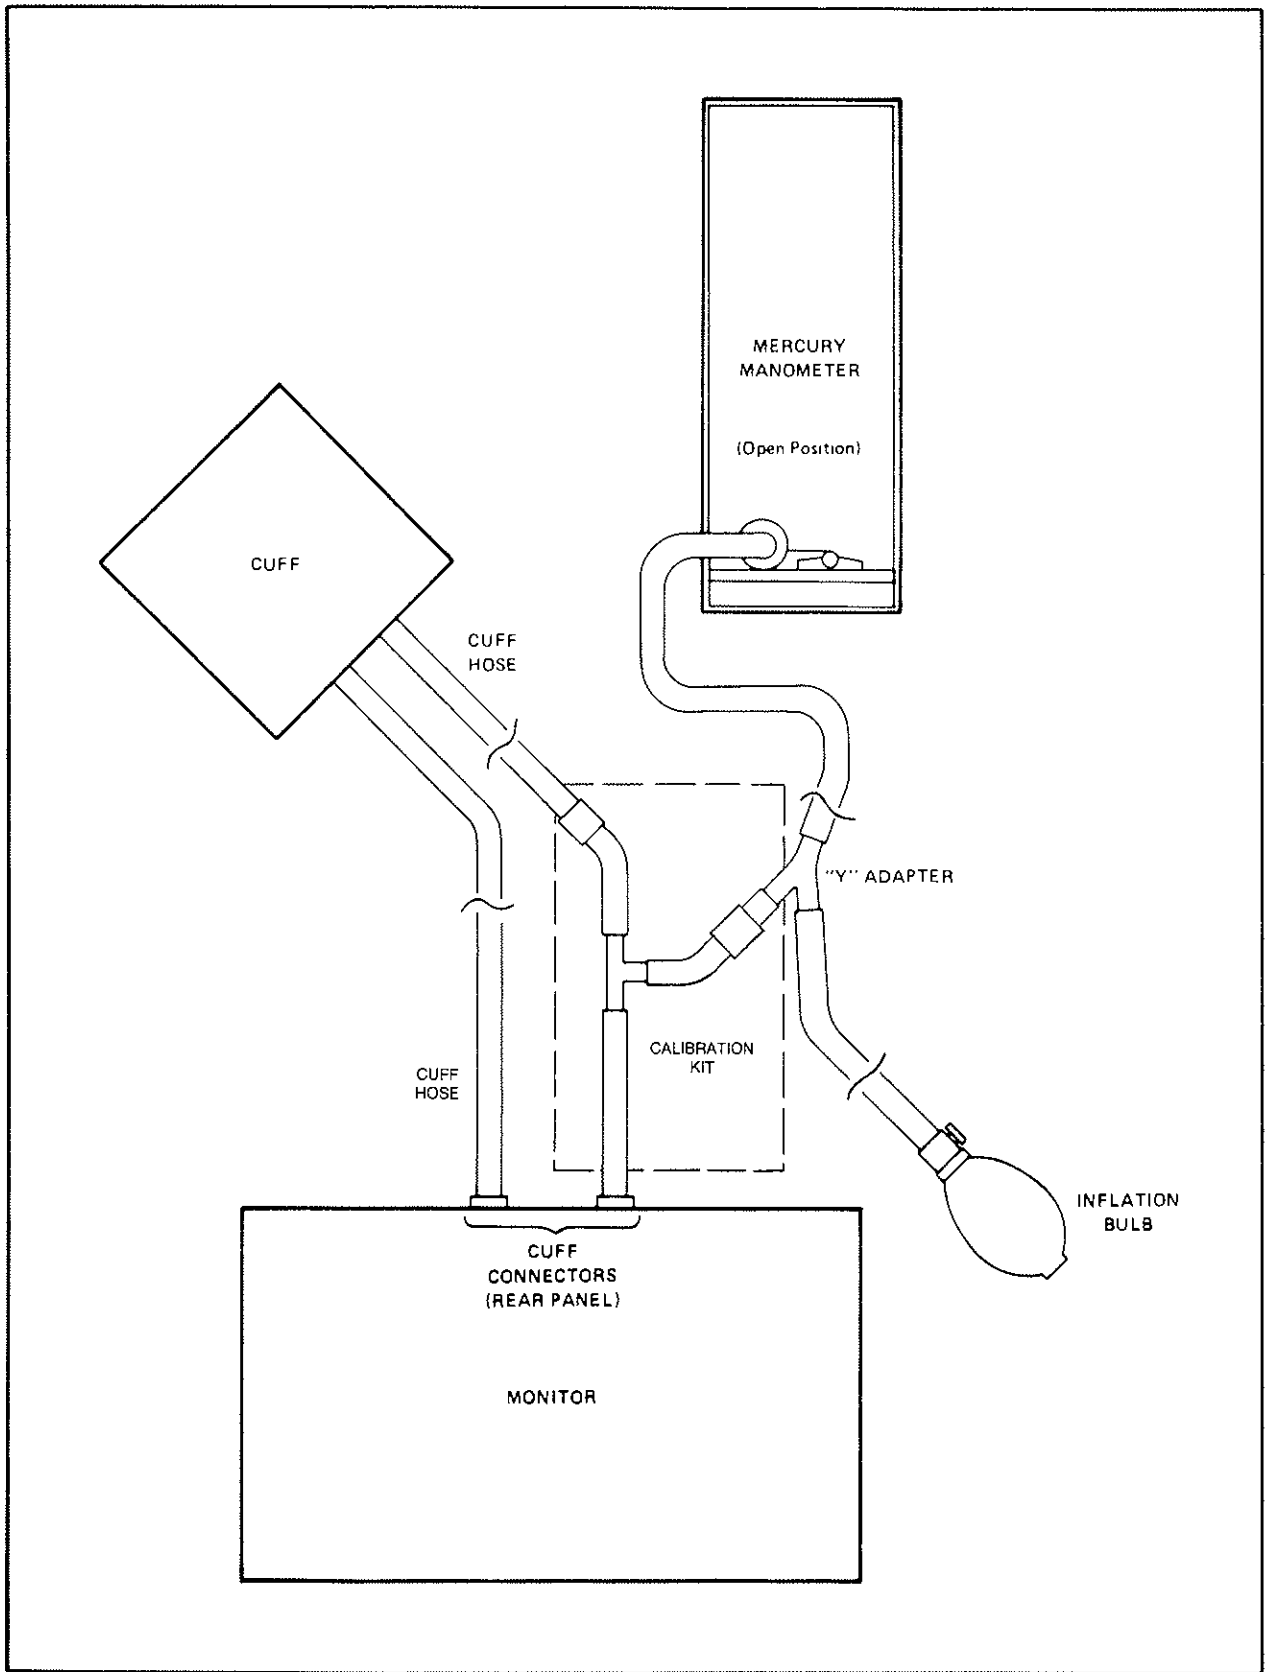 MERCURY
MANOMETER
(Open Position)
CUFF
CUFF
HOSE
"Y" ADAPTER
CALIBRATION
KIT
CUFF
HOSE
INFLATION
BULB
CUFF
CONNECTORS
(REAR PANEL)
MONITOR